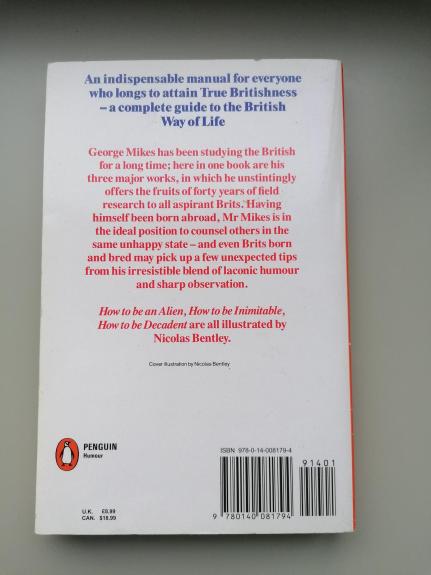 An indispensable manual for everyone
who longs to attain True Britishness
– a complete guide to the British
Way of Life
George Mikes has been studying the British
for a long time; here in one book are his
three major works, in which he unstintingly
offers the fruits of forty years of field
research to all aspirant Brits. Having
himself been born abroad, Mr Mikes is in
the ideal position to counsel others in the
same unhappy state – and even Brits born
and bred may pick up a few unexpected tips
from his irresistible blend of laconic humour
and sharp observation.
How to be an Alien, How to be Inimitable,
How to be Decadent are all illustrated by
Nicolas Bentley.
Cover illustration by Nicolas Bentley
PENGUIN
Humour
U.K. £8.99
CAN. $18.99
ISBN 978-0-14-008179-4
91401
9 780140 081794